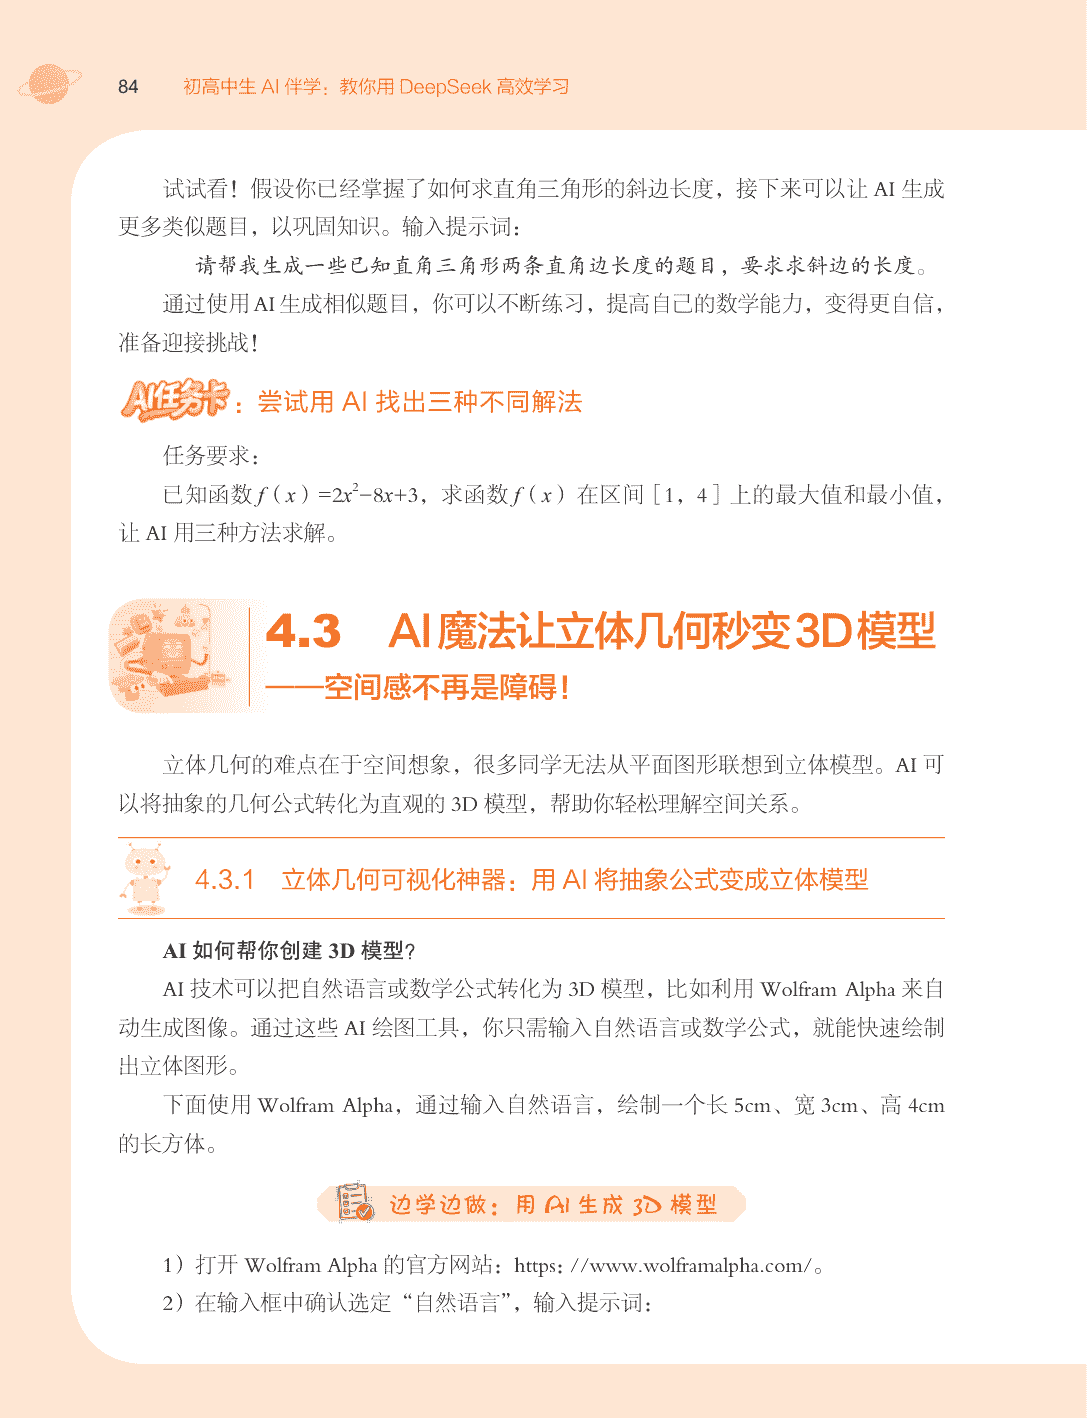 84 初高中生 AI 伴学：教你用 DeepSeek 高效学习
试试看！假设你已经掌握了如何求直角三角形的斜边长度，接下来可以让 AI 生成
更多类似题目，以巩固知识。输入提示词：
请帮我生成一些已知直角三角形两条直角边长度的题目，要求求斜边的长度。
通过使用 AI 生成相似题目，你可以不断练习，提高自己的数学能力，变得更自信，
准备迎接挑战！
AI任务卡：尝试用 AI 找出三种不同解法
任务要求：
已知函数 f（x）=2x²−8x+3，求函数 f（x）在区间［1，4］上的最大值和最小值，
让 AI 用三种方法求解。
4.3 AI魔法让立体几何秒变3D模型
——空间感不再是障碍！
立体几何的难点在于空间想象，很多同学无法从平面图形联想到立体模型。AI 可
以将抽象的几何公式转化为直观的 3D 模型，帮助你轻松理解空间关系。
4.3.1 立体几何可视化神器：用 AI 将抽象公式变成立体模型
AI 如何帮你创建 3D 模型？
AI 技术可以把自然语言或数学公式转化为 3D 模型，比如利用 Wolfram Alpha 来自
动生成图像。通过这些 AI 绘图工具，你只需输入自然语言或数学公式，就能快速绘制
出立体图形。
下面使用 Wolfram Alpha，通过输入自然语言，绘制一个长 5cm、宽 3cm、高 4cm
的长方体。
边学边做：用 AI 生成 3D 模型
1）打开 Wolfram Alpha 的官方网站：https：//www.wolframalpha.com/。
2）在输入框中确认选定“自然语言”，输入提示词：